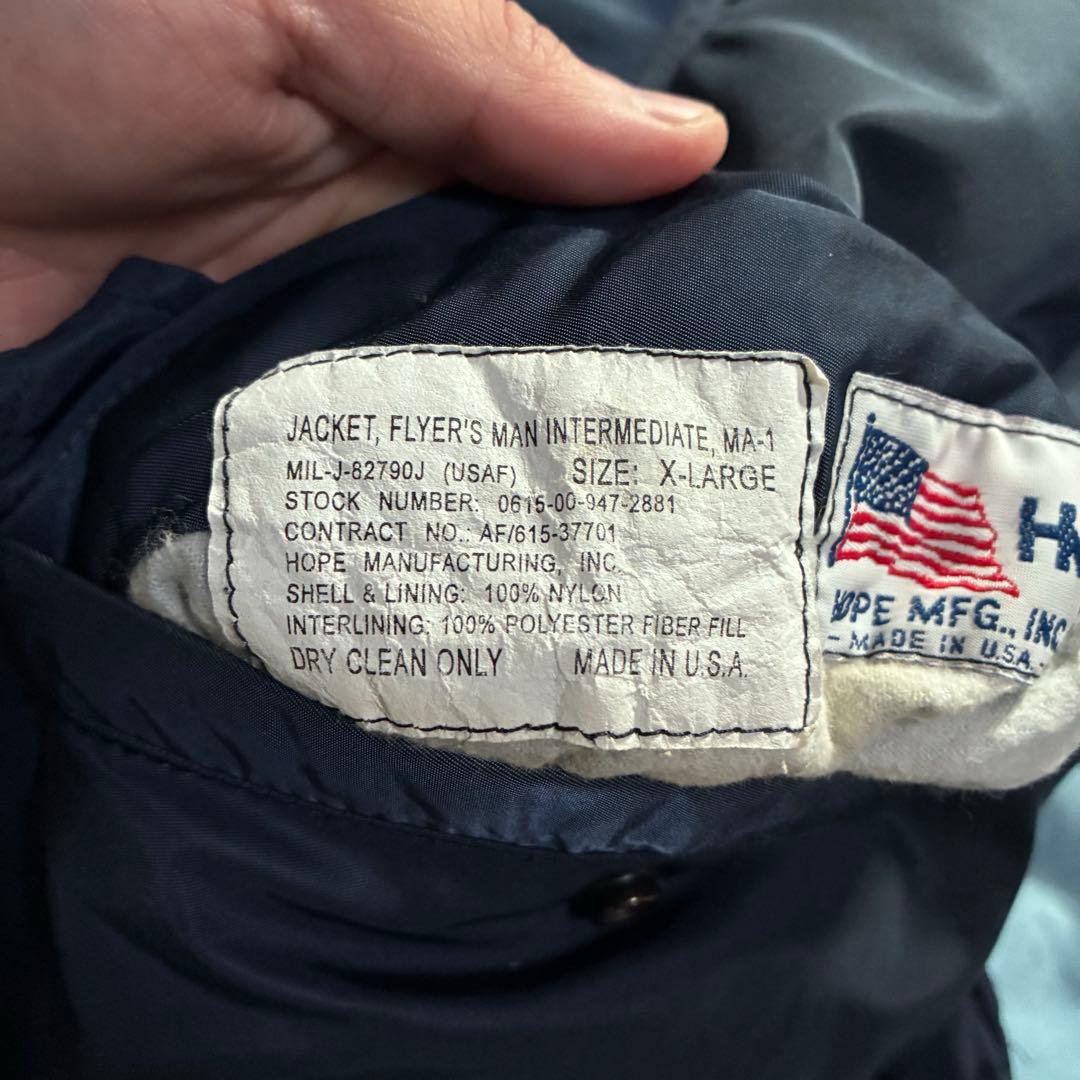 JACKET, FLYER'S MAN INTERMEDIATE, MA-1
MIL-J-82790J (USAF) SIZE: X-LARGE
STOCK NUMBER: 0615-00-947-2881
CONTRACT NO.: AF/615-37701
HOPE MANUFACTURING, INC.
SHELL & LINING: 100% NYLON
INTERLINING: 100% POLYESTER FIBER FILL
DRY CLEAN ONLY MADE IN U.S.A.
H
HOPE MFG., INC
- MADE IN U.S.A. -